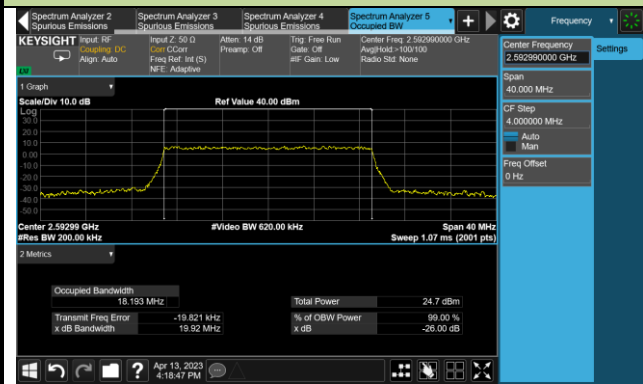 Spectrum Analyzer 2
Spurious Emissions
Spectrum Analyzer 3
Spurious Emissions
Spectrum Analyzer 4
Spurious Emissions
Spectrum Analyzer 5
Occupied BW
Frequency
KEYSIGHT
Input: RF
Coupling: DC
Align: Auto
Input Z: 50 Ω
Corr CCorr
Freq Ref: Int (S)
NFE: Adaptive
Atten: 14 dB
Preamp: Off
Trig: Free Run
Gate: Off
#IF Gain: Low
Center Freq: 2.592990000 GHz
Avg|Hold:>100/100
Radio Std: None
Center Frequency
2.592990000 GHz
Settings
Span
40.000 MHz
CF Step
4.000000 MHz
Auto
Man
Freq Offset
0 Hz
1 Graph
Scale/Div 10.0 dB
Ref Value 40.00 dBm
Log
30.0
20.0
10.0
0.00
-10.0
-20.0
-30.0
-40.0
-50.0
Center 2.59299 GHz
#Video BW 620.00 kHz
Span 40 MHz
#Res BW 200.00 kHz
Sweep 1.07 ms (2001 pts)
2 Metrics
Occupied Bandwidth
18.193 MHz
Total Power
24.7 dBm
Transmit Freq Error
-19.821 kHz
% of OBW Power
99.00 %
x dB Bandwidth
19.92 MHz
x dB
-26.00 dB
Apr 13, 2023
4:18:47 PM